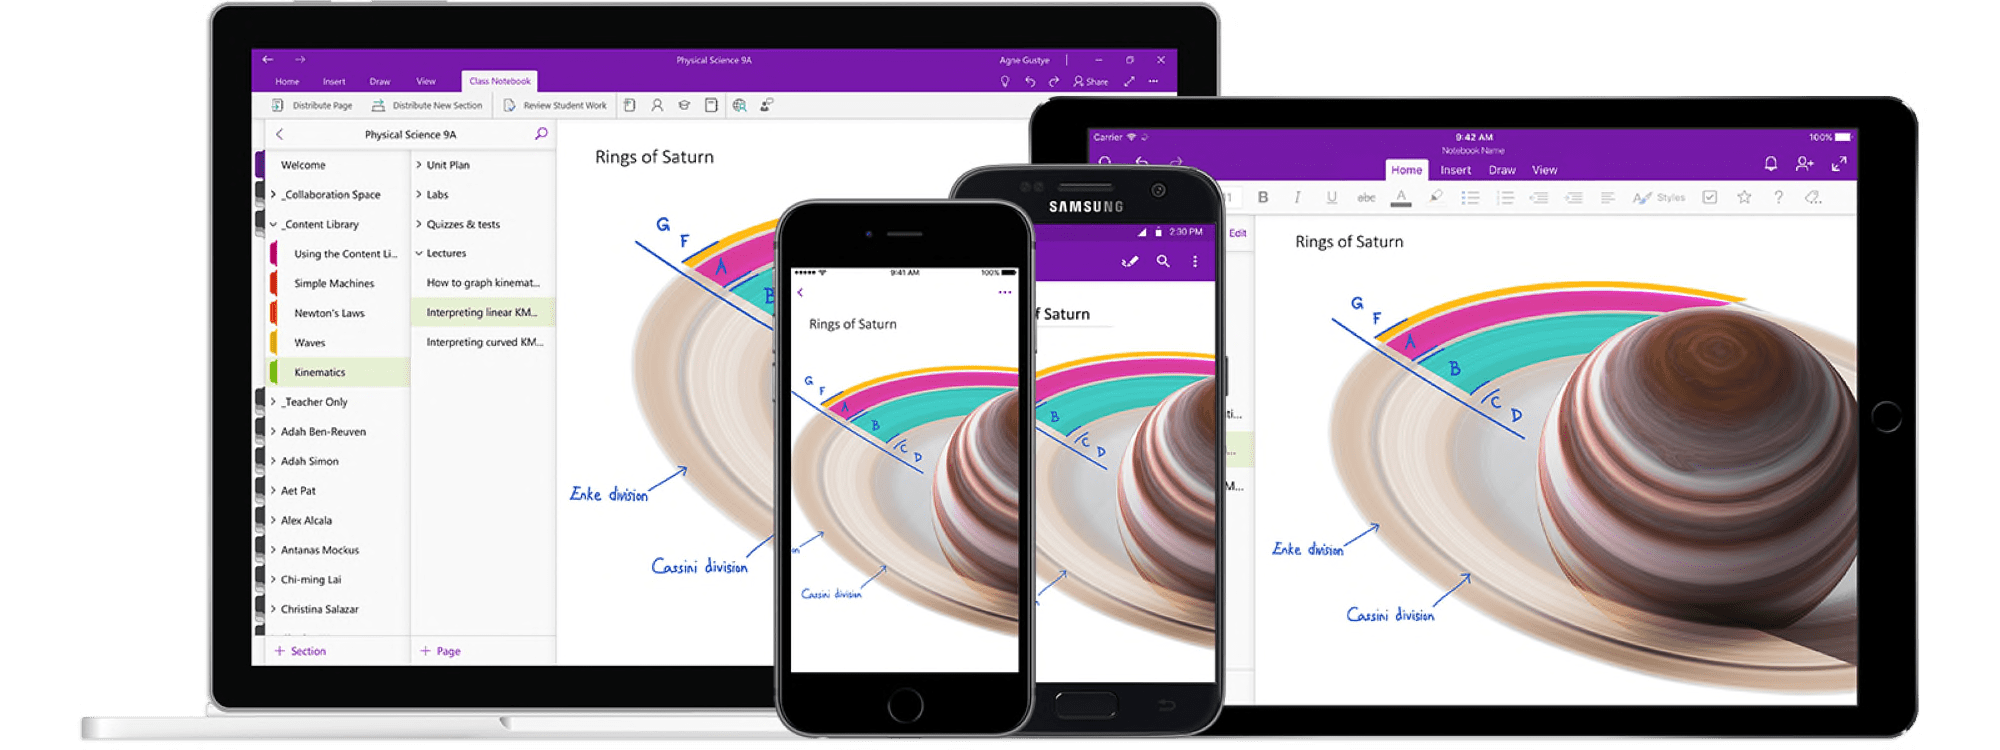 Physical Science 9A
Agne Gustye
Home Insert Draw View Class Notebook
Share
Distribute Page Distribute New Section Review Student Work
Physical Science 9A
Welcome
_Collaboration Space
_Content Library
Using the Content Li...
Simple Machines
Newton's Laws
Waves
Kinematics
_Teacher Only
Adah Ben-Reuven
Adah Simon
Aet Pat
Alex Alcala
Antanas Mockus
Chi-ming Lai
Christina Salazar
+ Section
Unit Plan
Labs
Quizzes & tests
Lectures
How to graph kinemat...
Interpreting linear KM...
Interpreting curved KM...
+ Page
Rings of Saturn
G
F
A
B
Enke division
Cassini division
9:41 AM
100%
Rings of Saturn
G
F
A
B
C
D
on
Cassini division
SAMSUNG
2:30 PM
f Saturn
B
C
D
Carrier
9:42 AM
100%
Notebook Name
Home Insert Draw View
B I U abc A Styles ?
Edit
Rings of Saturn
G
F
A
B
C
D
Enke division
Cassini division